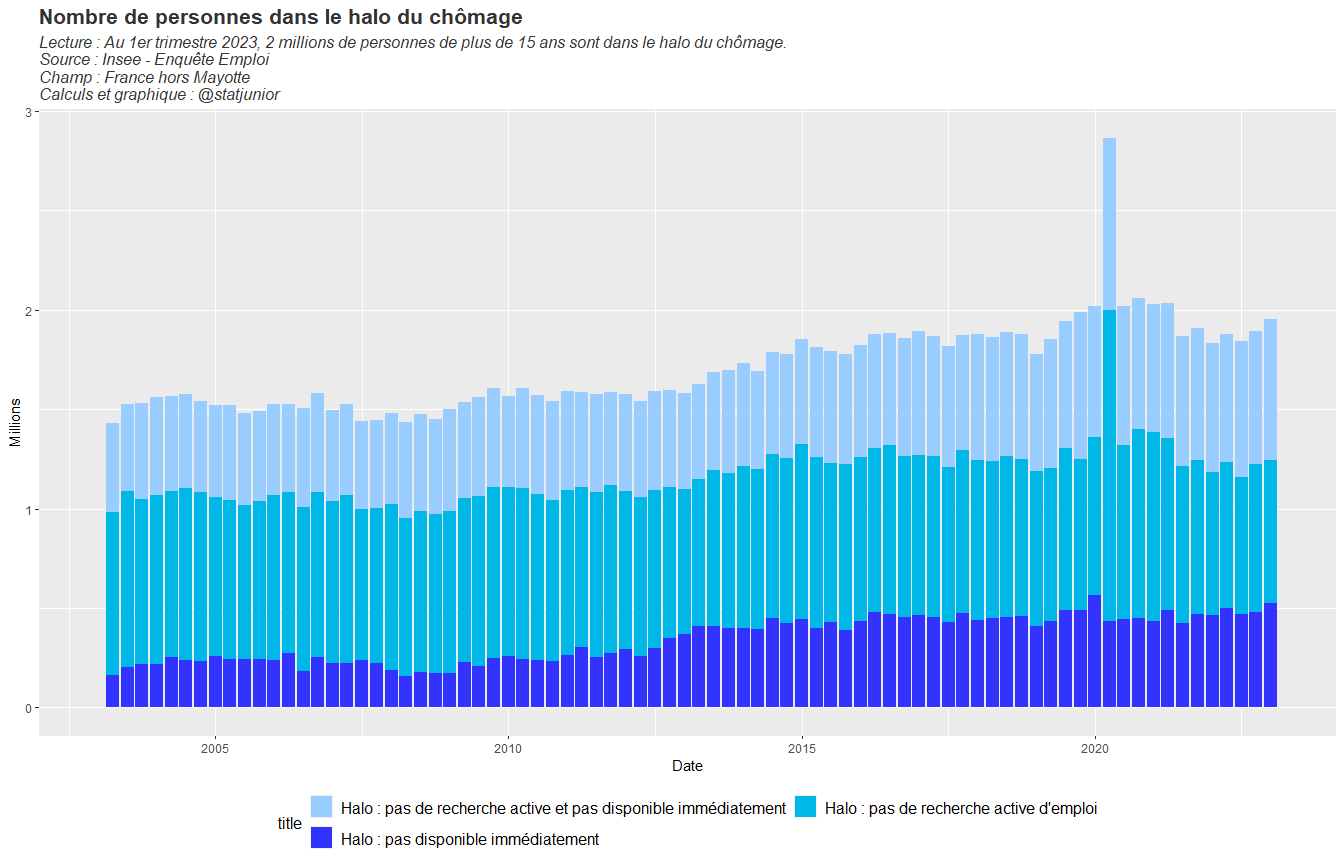 Nombre de personnes dans le halo du chômage
Lecture : Au 1er trimestre 2023, 2 millions de personnes de plus de 15 ans sont dans le halo du chômage.
Source : Insee - Enquête Emploi
Champ : France hors Mayotte
Calculs et graphique : @statjunior
3
2
1
0
Millions
2005
2010
2015
2020
Date
title
Halo : pas de recherche active et pas disponible immédiatement
Halo : pas de recherche active d'emploi
Halo : pas disponible immédiatement